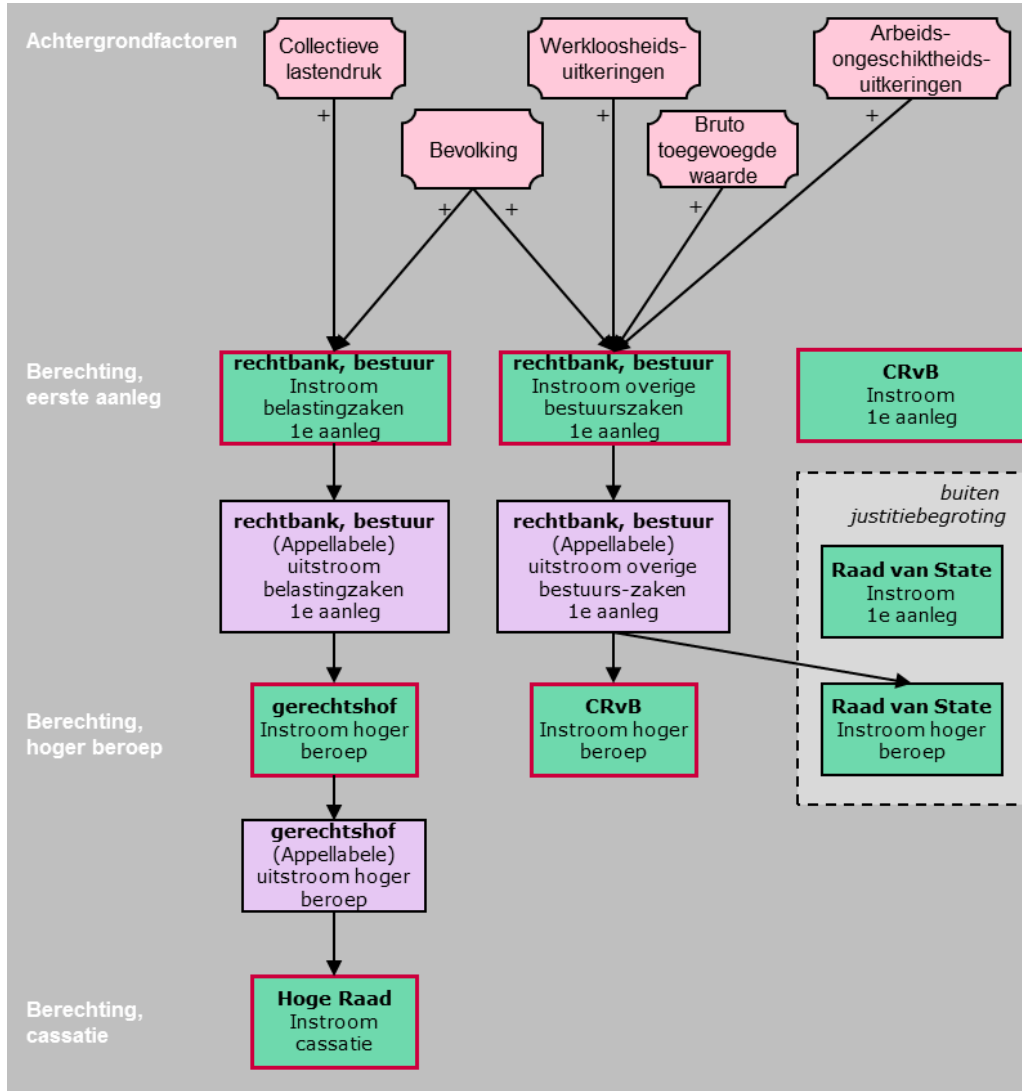 Achtergrondfactoren
Collectieve
lastendruk
Werkloosheids-
uitkeringen
Arbeids-
ongeschiktheids-
uitkeringen
+
+
+
Bevolking
Bruto
toegevoegde
waarde
+
+
+
Berechting,
eerste aanleg
rechtbank, bestuur
Instroom
belastingzaken
1e aanleg
rechtbank, bestuur
Instroom overige
bestuurszaken
1e aanleg
CRvB
Instroom
1e aanleg
rechtbank, bestuur
(Appellabele)
uitstroom
belastingzaken
1e aanleg
rechtbank, bestuur
(Appellabele)
uitstroom overige
bestuurs-zaken
1e aanleg
buiten
justitiebegroting
Raad van State
Instroom
1e aanleg
Berechting,
hoger beroep
gerechtshof
Instroom hoger
beroep
CRvB
Instroom hoger
beroep
Raad van State
Instroom hoger
beroep
gerechtshof
(Appellabele)
uitstroom hoger
beroep
Berechting,
cassatie
Hoge Raad
Instroom
cassatie